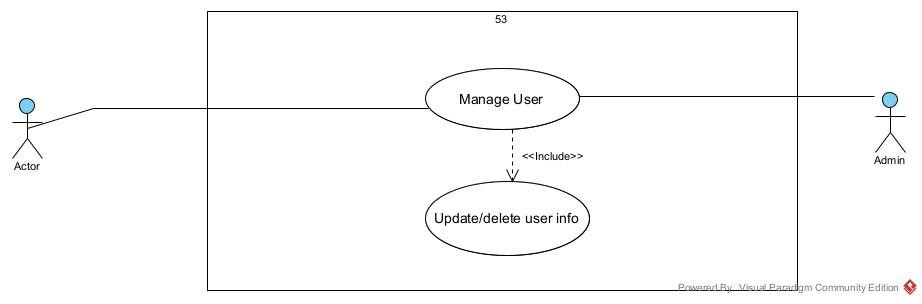 53
Manage User
Actor
Admin
<<Include>>
Update/delete user info
Powered By Visual Paradigm Community Edition